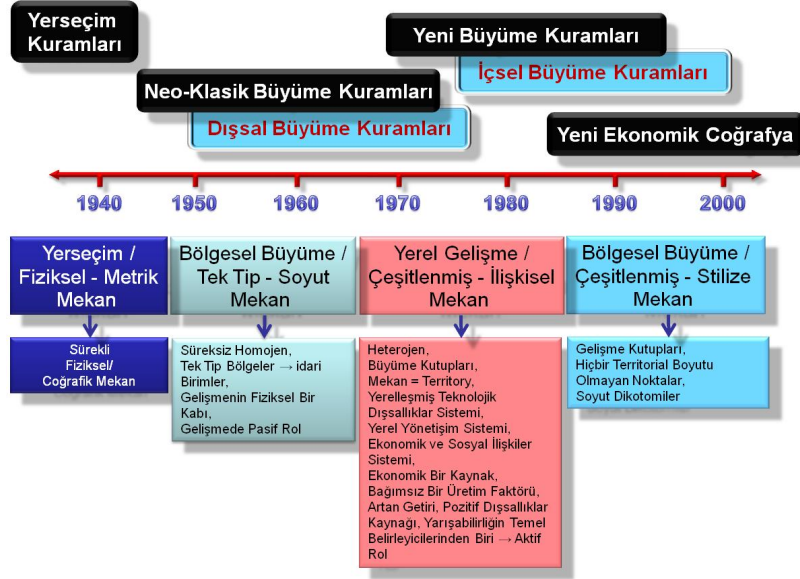 Yerseçim
Kuramları
Neo-Klasik Büyüme Kuramları
Dışsal Büyüme Kuramları
Yeni Büyüme Kuramları
İçsel Büyüme Kuramları
Yeni Ekonomik Coğrafya
1940
1950
1960
1970
1980
1990
2000
Yerseçim /
Fiziksel - Metrik
Mekan
Sürekli
Fiziksel/
Coğrafik Mekan
Bölgesel Büyüme /
Tek Tip - Soyut
Mekan
Süreksiz Homojen,
Tek Tip Bölgeler → idari
Birimler,
Gelişmenin Fiziksel Bir
Kabı,
Gelişmede Pasif Rol
Yerel Gelişme /
Çeşitlenmiş - İlişkisel
Mekan
Heterojen,
Büyüme Kutupları,
Mekan = Territory,
Yerelleşmiş Teknolojik
Dışsallıklar Sistemi,
Yerel Yönetişim Sistemi,
Ekonomik ve Sosyal İlişkiler
Sistemi,
Ekonomik Bir Kaynak,
Bağımsız Bir Üretim Faktörü,
Artan Getiri, Pozitif Dışsallıklar
Kaynağı, Yarışabilirliğin Temel
Belirleyicilerinden Biri → Aktif
Rol
Bölgesel Büyüme /
Çeşitlenmiş - Stilize
Mekan
Gelişme Kutupları,
Hiçbir Territorial Boyutu
Olmayan Noktalar,
Soyut Dikotomiler